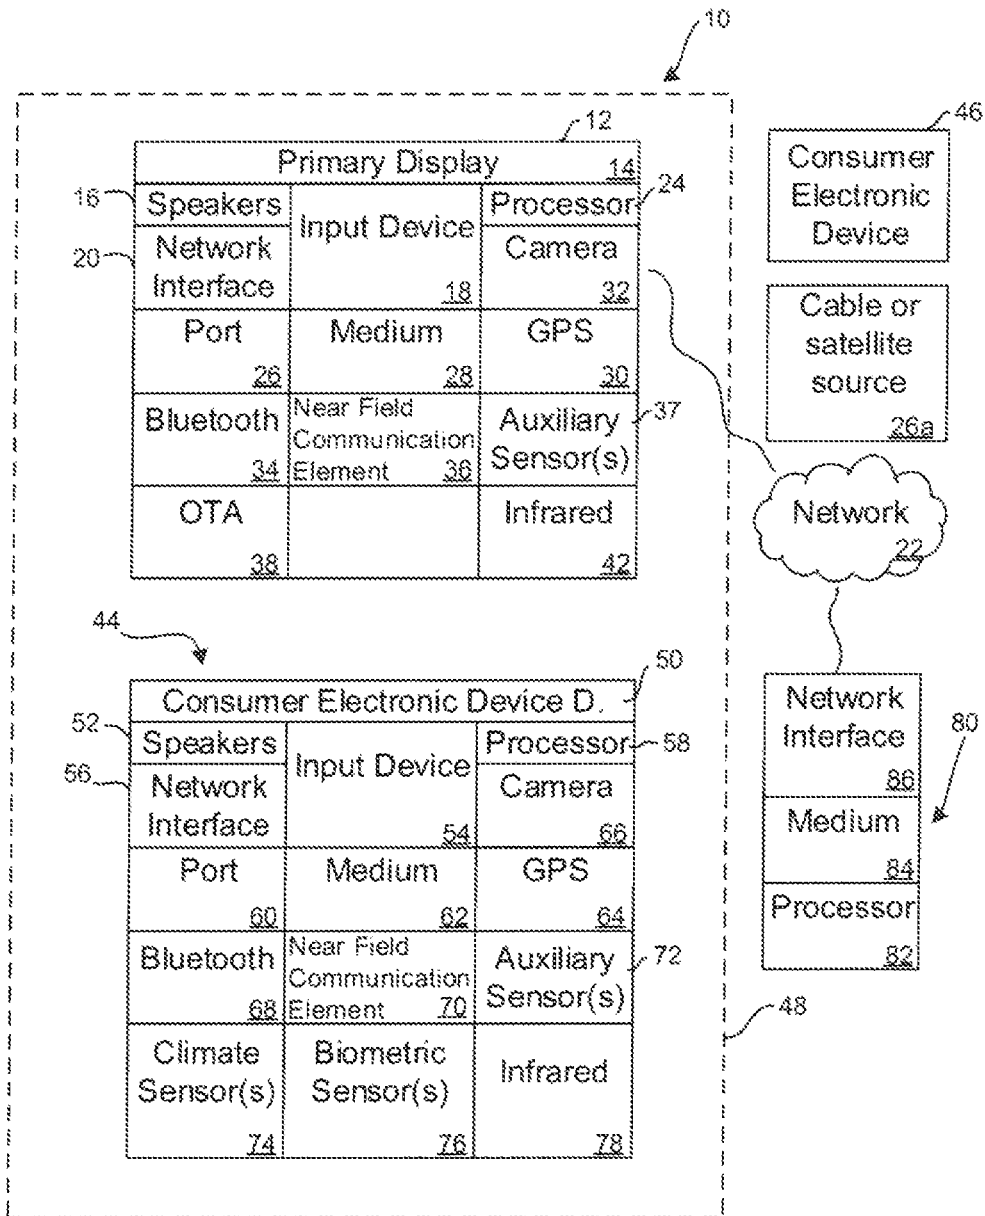 10
12
46
Primary Display
14
Consumer
Electronic
Device
16
Speakers
Input Device
18
Processor
24
20
Network
Interface
Camera
32
Cable or
satellite
source
26a
Port
26
Medium
28
GPS
30
Bluetooth
34
Near Field
Communication
Element 36
Auxiliary
Sensor(s)
37
Network
22
OTA
38
Infrared
42
44
50
Consumer Electronic Device D.
52
Speakers
Input Device
54
Processor
58
56
Network
Interface
Camera
66
Network
Interface
86
80
Port
60
Medium
62
GPS
64
Medium
84
Processor
82
Bluetooth
68
Near Field
Communication
Element 70
Auxiliary
Sensor(s)
72
48
Climate
Sensor(s)
74
Biometric
Sensor(s)
76
Infrared
78